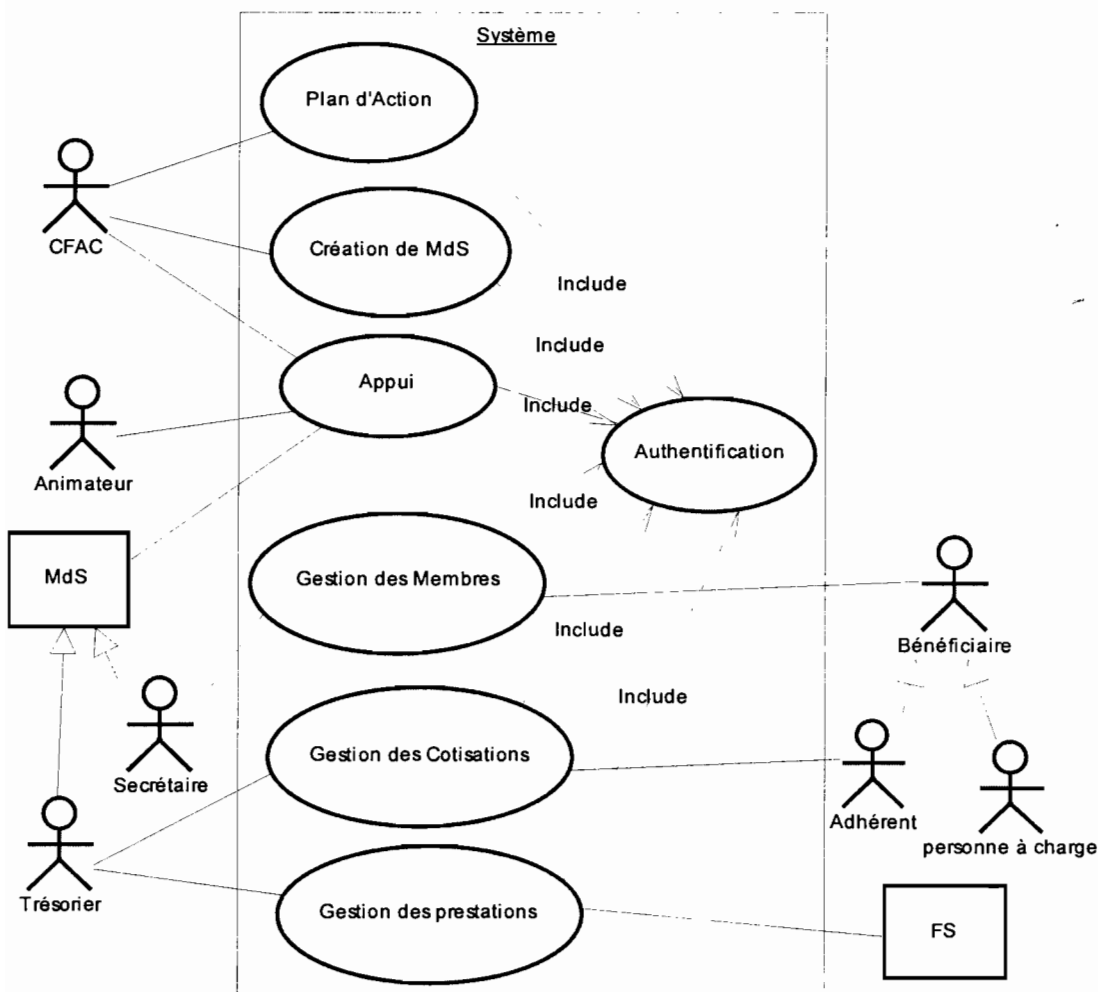 Système
Plan d'Action
CFAC
Création de MdS
Include
Include
Appui
Include
Animateur
Authentification
Include
MdS
Gestion des Membres
Include
Bénéficiaire
Include
Secrétaire
Gestion des Cotisations
Adhérent
personne à charge
Trésorier
Gestion des prestations
FS